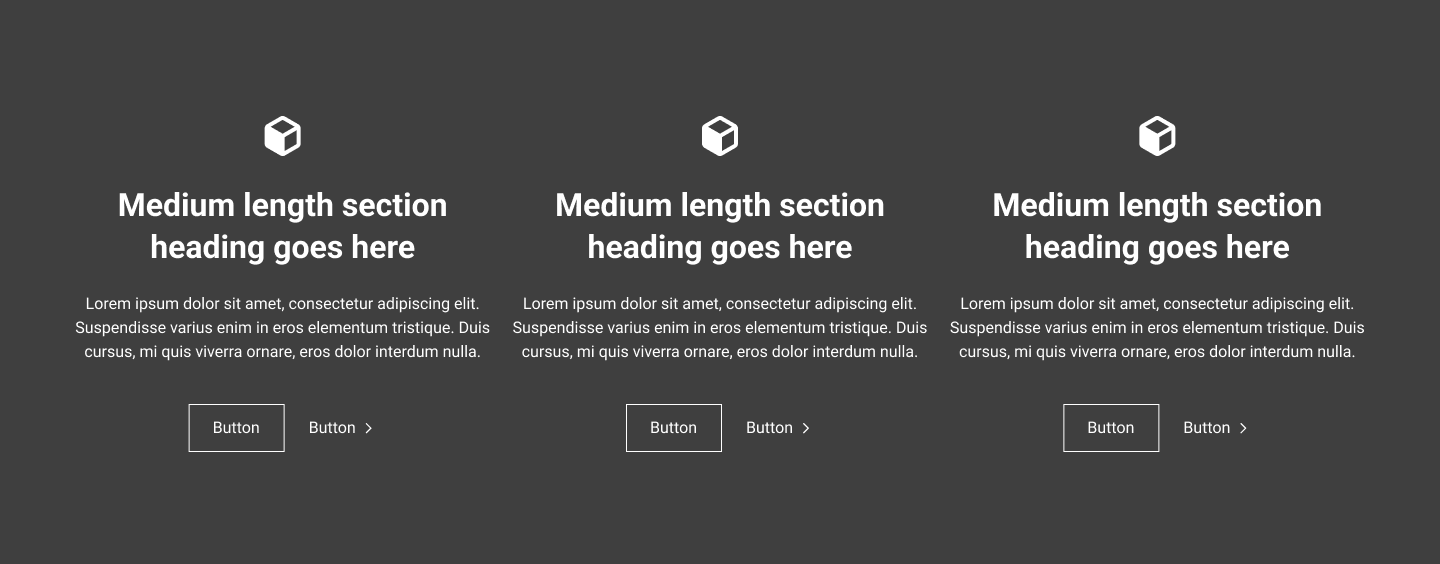 Medium length section
heading goes here
Lorem ipsum dolor sit amet, consectetur adipiscing elit.
Suspendisse varius enim in eros elementum tristique. Duis
cursus, mi quis viverra ornare, eros dolor interdum nulla.
Button
Button
Medium length section
heading goes here
Lorem ipsum dolor sit amet, consectetur adipiscing elit.
Suspendisse varius enim in eros elementum tristique. Duis
cursus, mi quis viverra ornare, eros dolor interdum nulla.
Button
Button
Medium length section
heading goes here
Lorem ipsum dolor sit amet, consectetur adipiscing elit.
Suspendisse varius enim in eros elementum tristique. Duis
cursus, mi quis viverra ornare, eros dolor interdum nulla.
Button
Button